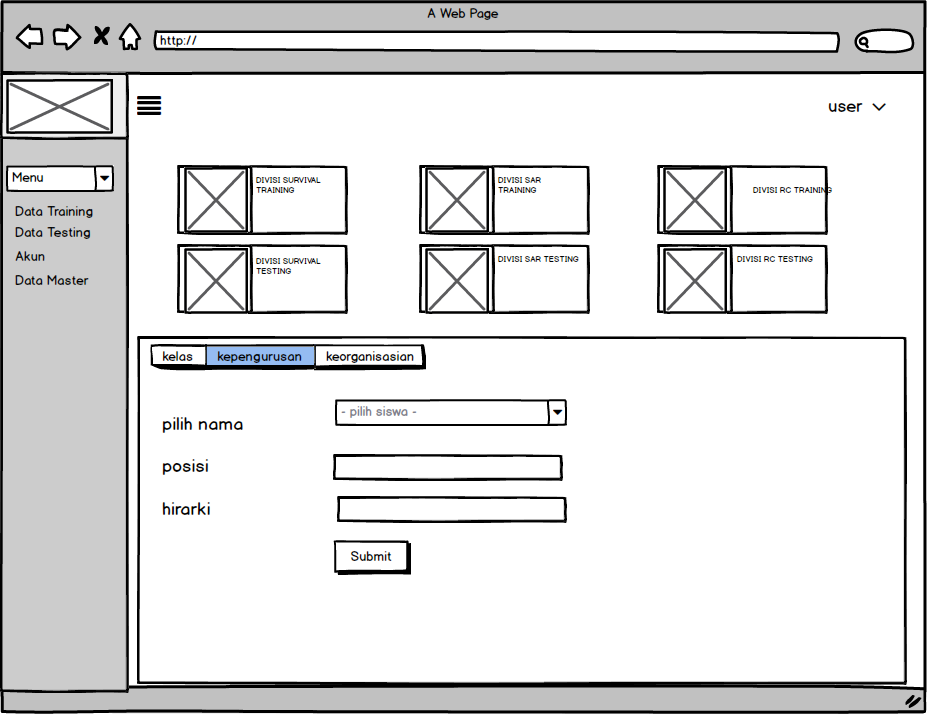 A Web Page
http://
user
Menu
Data Training
Data Testing
Akun
Data Master
DIVISI SURVIVAL
TRAINING
DIVISI SAR
TRAINING
DIVISI RC TRAINING
DIVISI SURVIVAL
TESTING
DIVISI SAR TESTING
DIVISI RC TESTING
kelas
kepengurusan
keorganisasian
pilih nama
- pilih siswa -
posisi
hirarki
Submit